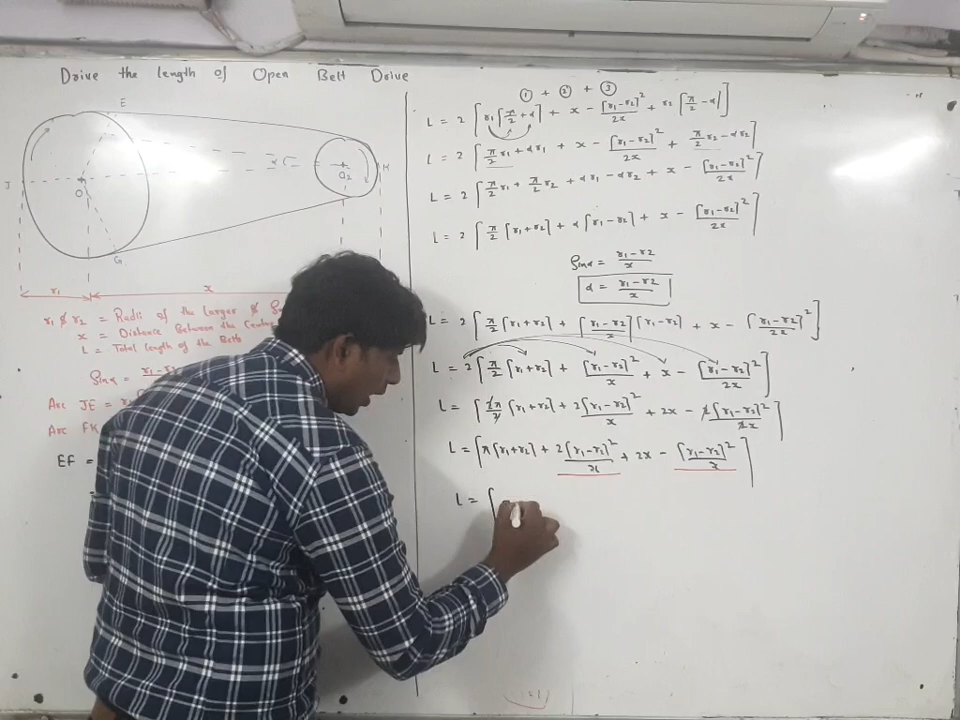 Drive the length of Open Belt Drive
E
J
O
α
O2
H
G
r1
x
r1 & r2 = Radii of the Larger &
x = Distance Between the
L = Total length of the Belt
Sinα = r1-r2
Arc JE =
Arc FK
EF =
① + ② + ③
L = 2 [r1 [π/2 + α] + x - [r1-r2]²/2x + r2 [π/2 - α]]
L = 2 [π/2 r1 + αr1 + x - [r1-r2]²/2x + π/2 r2 - αr2]
L = 2 [π/2 r1 + π/2 r2 + αr1 - αr2 + x - [r1-r2]²/2x]
L = 2 [π/2 [r1+r2] + α[r1-r2] + x - [r1-r2]²/2x]
Sinα = r1-r2/x
α = r1-r2/x
L = 2 [π/2 [r1+r2] + [r1-r2]/x [r1-r2] + x - [r1-r2]²/2x]
L = 2 [π/2 [r1+r2] + [r1-r2]²/x + x - [r1-r2]²/2x]
L = [2π/2 [r1+r2] + 2[r1-r2]²/x + 2x - 2[r1-r2]²/2x]
L = [π[r1+r2] + 2[r1-r2]²/x + 2x - [r1-r2]²/x]
L = [